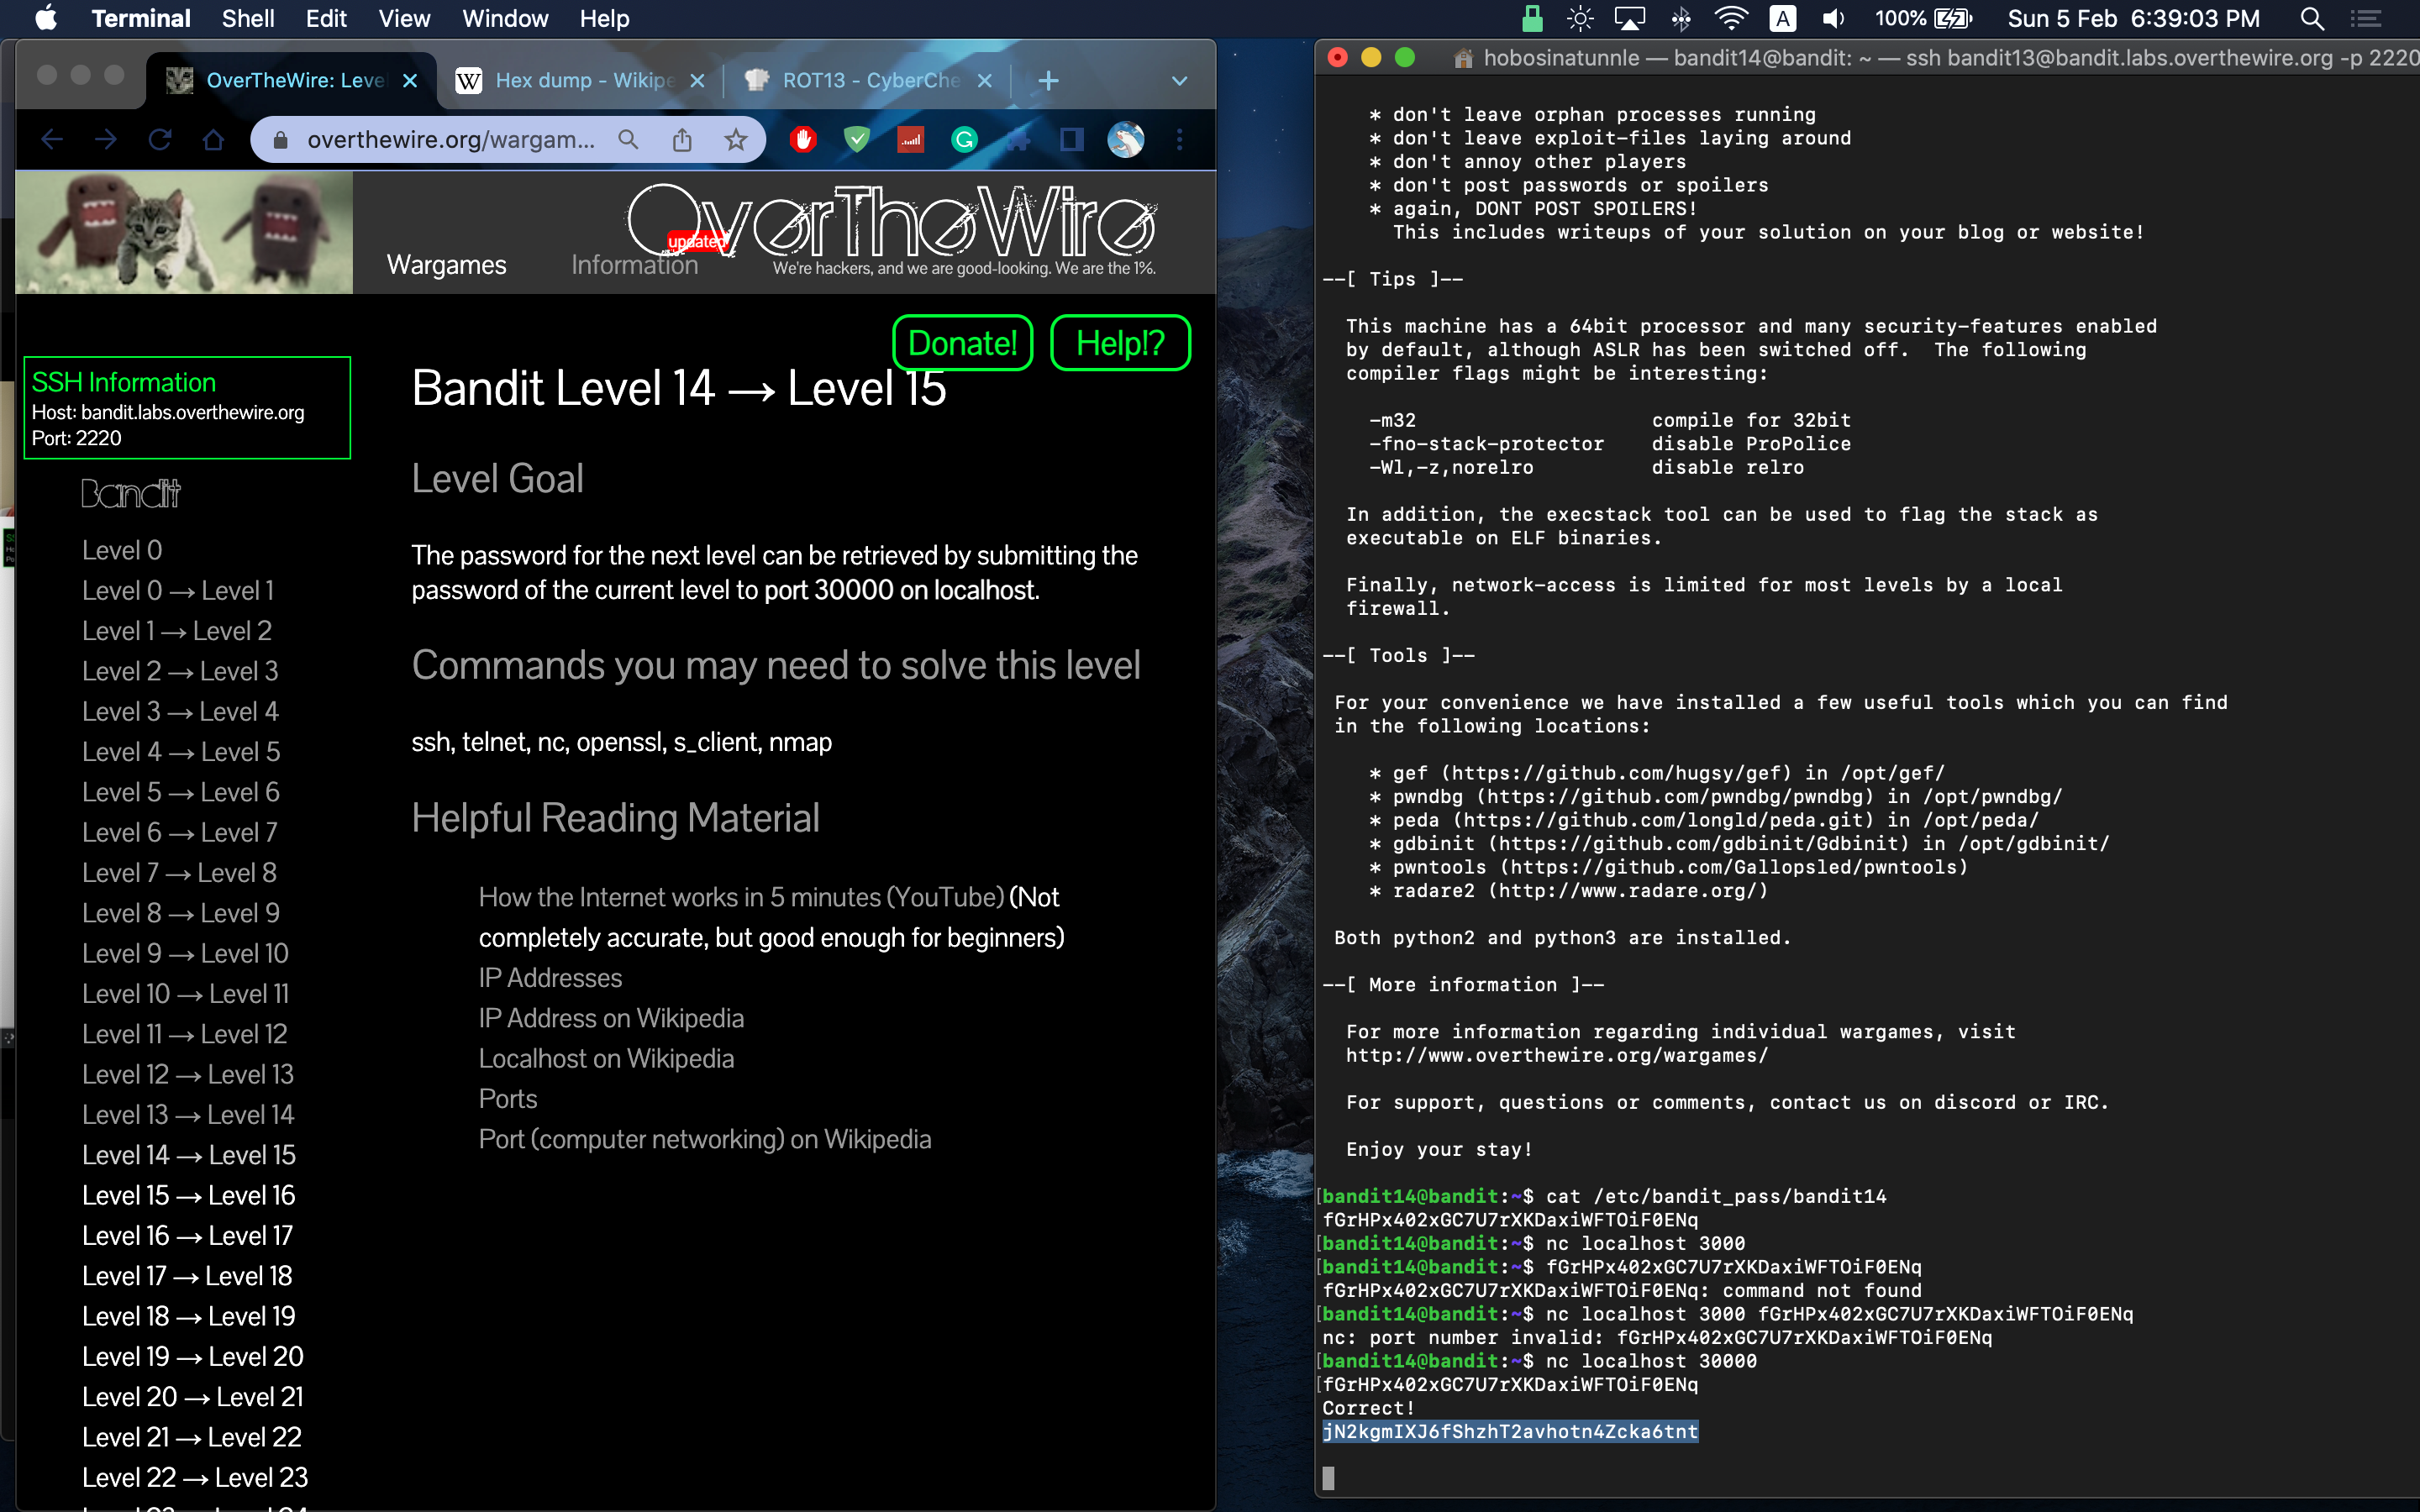 Terminal Shell Edit View Window Help
A 100% Sun 5 Feb 6:39:03 PM
OverTheWire: Leve
Hex dump - Wikipe
ROT13 - CyberChe
overthewire.org/wargam...
OverTheWire
updated
Wargames Information
We're hackers, and we are good-looking. We are the 1%.
Donate! Help!?
SSH Information
Host: bandit.labs.overthewire.org
Port: 2220
Bandit
Level 0
Level 0 → Level 1
Level 1 → Level 2
Level 2 → Level 3
Level 3 → Level 4
Level 4 → Level 5
Level 5 → Level 6
Level 6 → Level 7
Level 7 → Level 8
Level 8 → Level 9
Level 9 → Level 10
Level 10 → Level 11
Level 11 → Level 12
Level 12 → Level 13
Level 13 → Level 14
Level 14 → Level 15
Level 15 → Level 16
Level 16 → Level 17
Level 17 → Level 18
Level 18 → Level 19
Level 19 → Level 20
Level 20 → Level 21
Level 21 → Level 22
Level 22 → Level 23
Bandit Level 14 → Level 15
Level Goal
The password for the next level can be retrieved by submitting the
password of the current level to port 30000 on localhost.
Commands you may need to solve this level
ssh, telnet, nc, openssl, s_client, nmap
Helpful Reading Material
How the Internet works in 5 minutes (YouTube) (Not
completely accurate, but good enough for beginners)
IP Addresses
IP Address on Wikipedia
Localhost on Wikipedia
Ports
Port (computer networking) on Wikipedia
hobosinatunnle — bandit14@bandit: ~ — ssh bandit13@bandit.labs.overthewire.org -p 2220
* don't leave orphan processes running
* don't leave exploit-files laying around
* don't annoy other players
* don't post passwords or spoilers
* again, DONT POST SPOILERS!
This includes writeups of your solution on your blog or website!
--[ Tips ]--
This machine has a 64bit processor and many security-features enabled
by default, although ASLR has been switched off.  The following
compiler flags might be interesting:
-m32                    compile for 32bit
-fno-stack-protector    disable ProPolice
-Wl,-z,norelro          disable relro
In addition, the execstack tool can be used to flag the stack as
executable on ELF binaries.
Finally, network-access is limited for most levels by a local
firewall.
--[ Tools ]--
For your convenience we have installed a few useful tools which you can find
in the following locations:
* gef (https://github.com/hugsy/gef) in /opt/gef/
* pwndbg (https://github.com/pwndbg/pwndbg) in /opt/pwndbg/
* peda (https://github.com/longld/peda.git) in /opt/peda/
* gdbinit (https://github.com/gdbinit/Gdbinit) in /opt/gdbinit/
* pwntools (https://github.com/Gallopsled/pwntools)
* radare2 (http://www.radare.org/)
Both python2 and python3 are installed.
--[ More information ]--
For more information regarding individual wargames, visit
http://www.overthewire.org/wargames/
For support, questions or comments, contact us on discord or IRC.
Enjoy your stay!
[bandit14@bandit:~$ cat /etc/bandit_pass/bandit14
fGrHPx402xGC7U7rXKDaxiWFTOiF0ENq
[bandit14@bandit:~$ nc localhost 3000
[bandit14@bandit:~$ fGrHPx402xGC7U7rXKDaxiWFTOiF0ENq
fGrHPx402xGC7U7rXKDaxiWFTOiF0ENq: command not found
[bandit14@bandit:~$ nc localhost 3000 fGrHPx402xGC7U7rXKDaxiWFTOiF0ENq
nc: port number invalid: fGrHPx402xGC7U7rXKDaxiWFTOiF0ENq
[bandit14@bandit:~$ nc localhost 30000
[fGrHPx402xGC7U7rXKDaxiWFTOiF0ENq
Correct!
jN2kgmIXJ6fShzhT2avhotn4Zcka6tnt